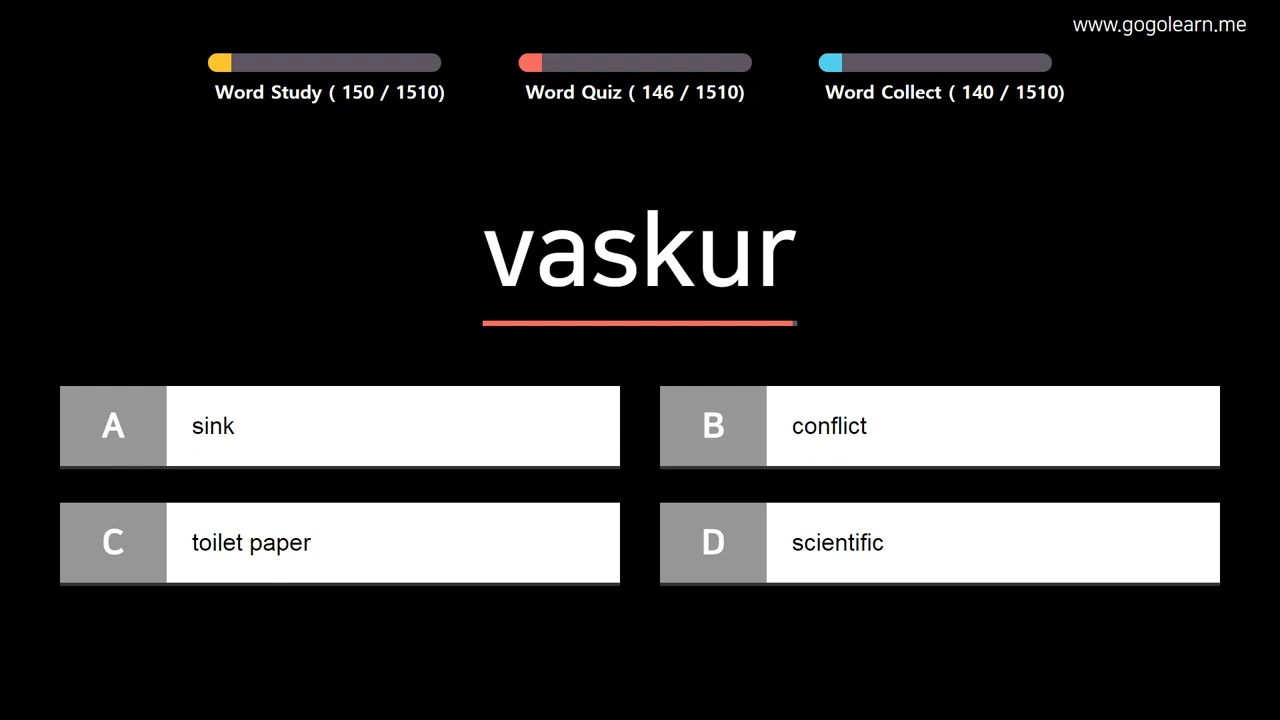 www.gogolearn.me
Word Study ( 150 / 1510)
Word Quiz ( 146 / 1510)
Word Collect ( 140 / 1510)
vaskur
A sink
B conflict
C toilet paper
D scientific